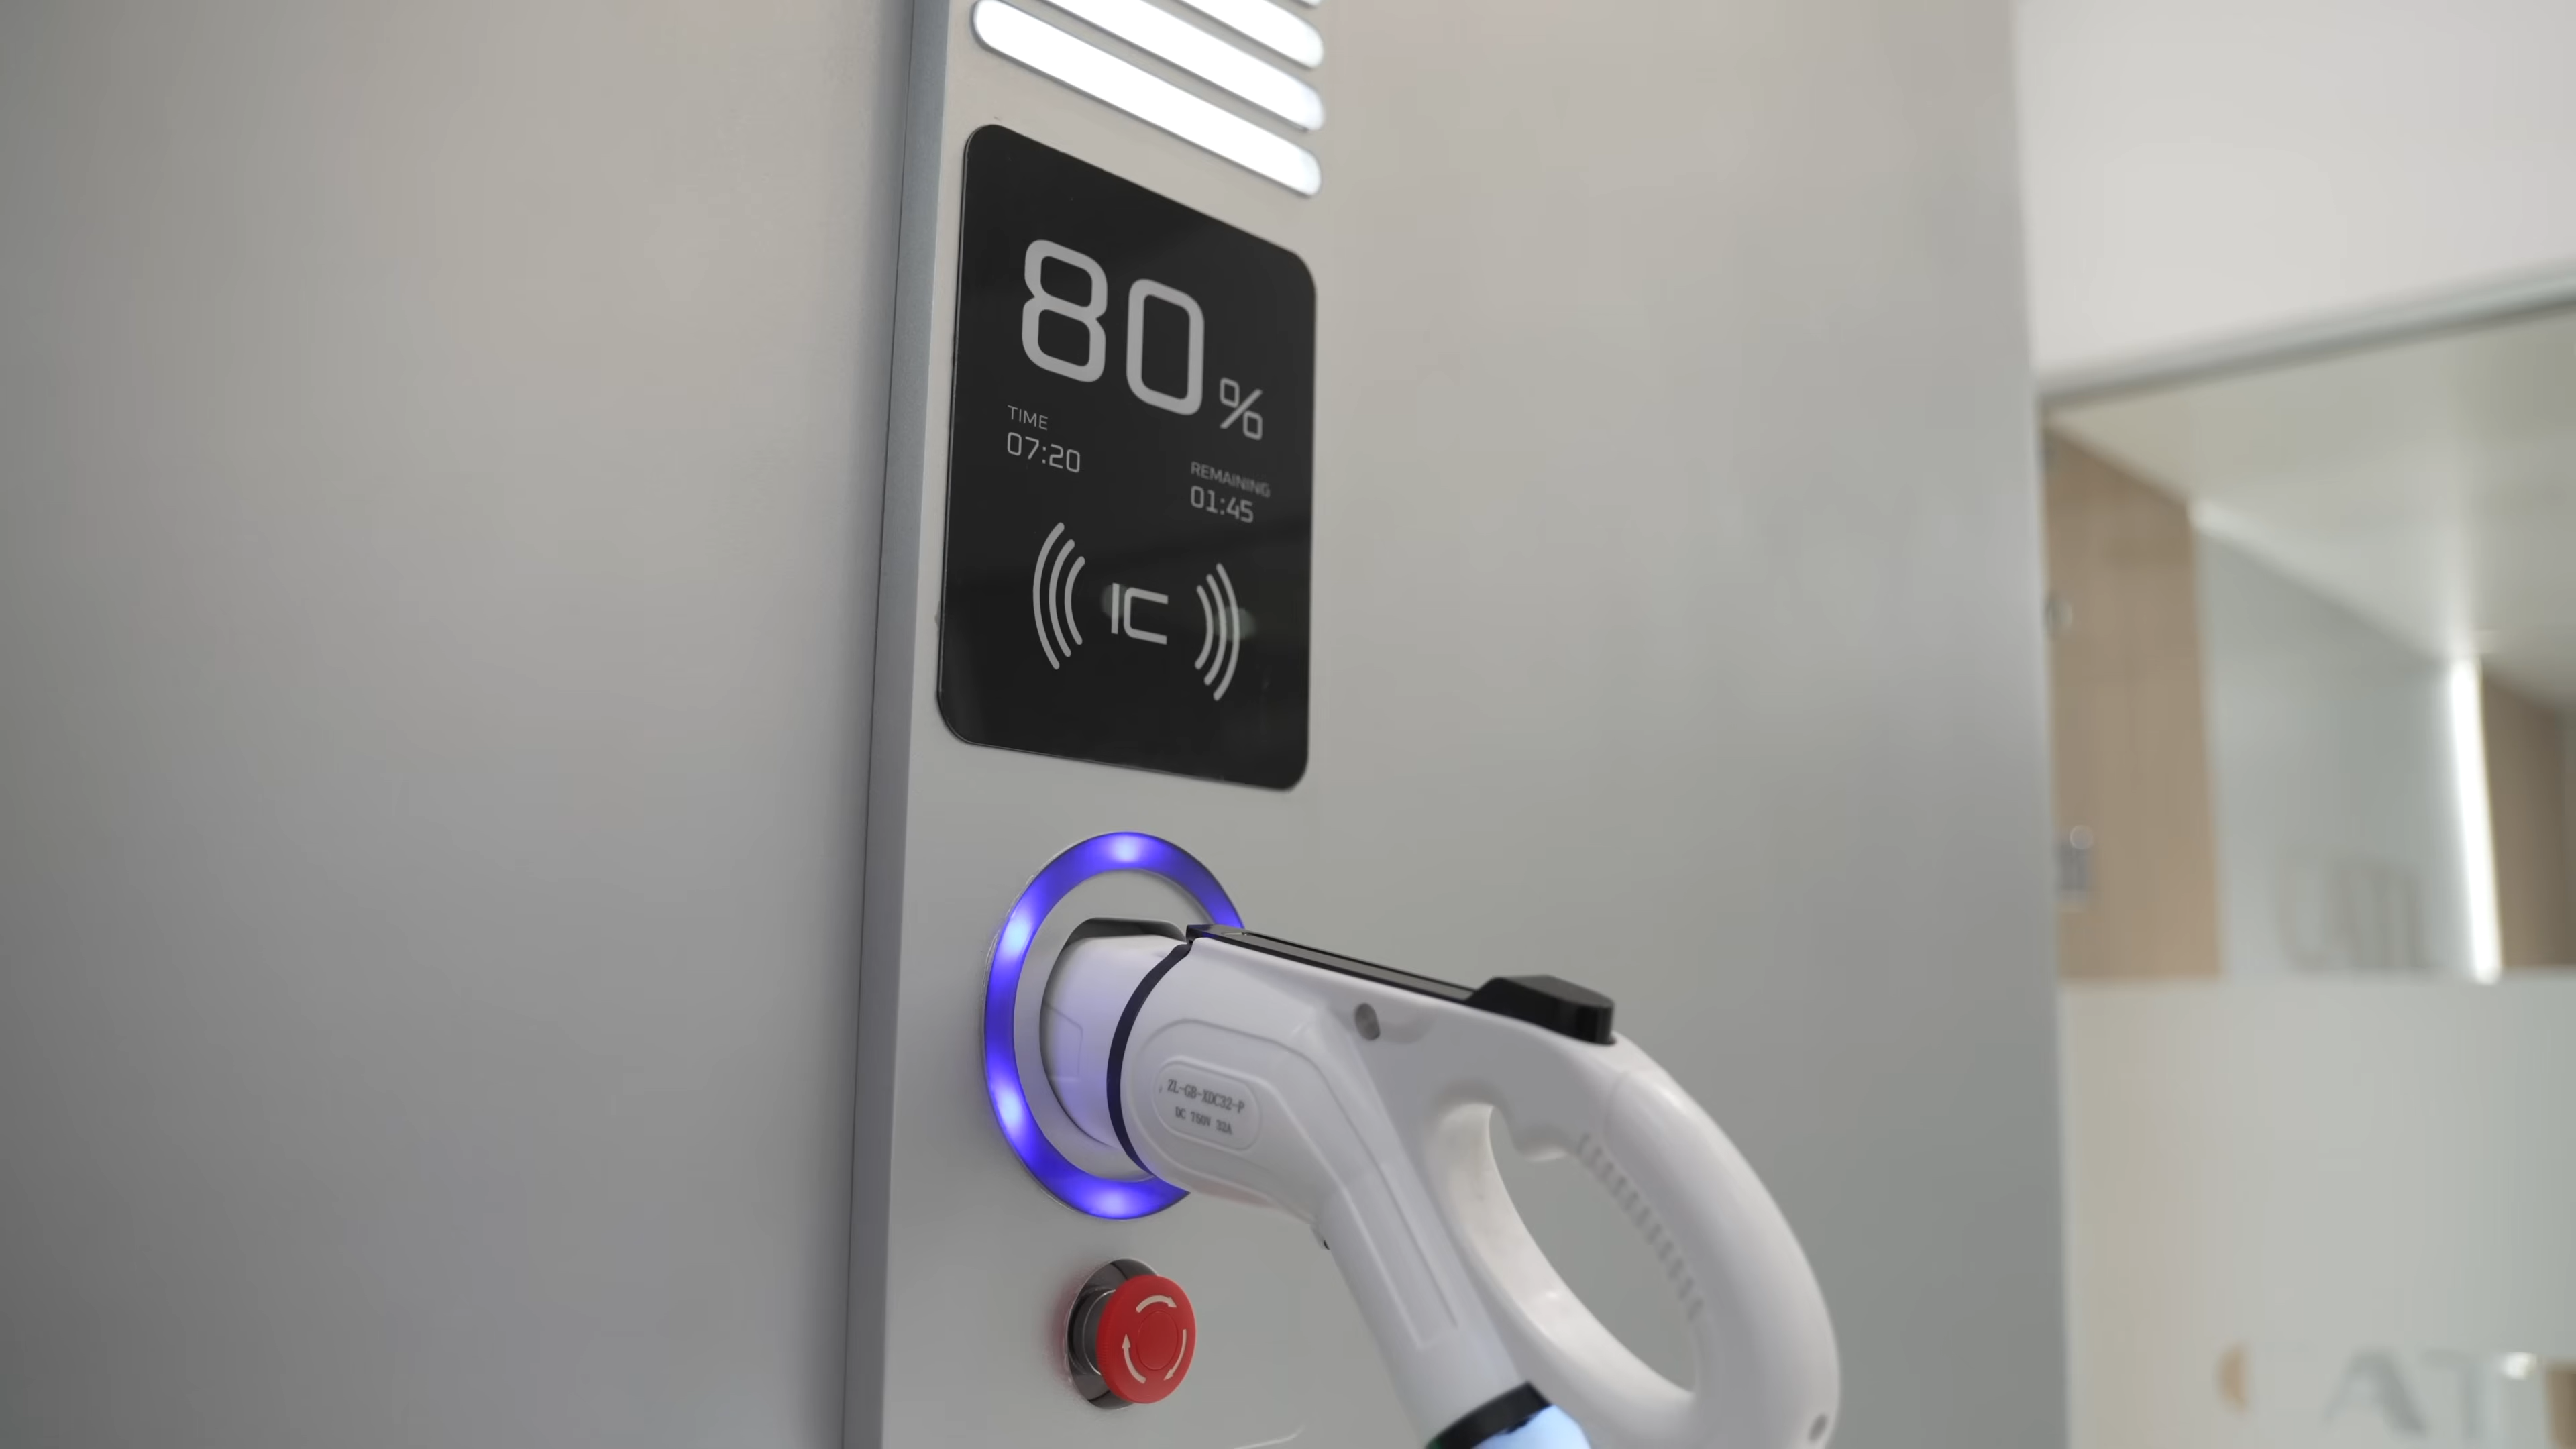 80%
TIME
07:20
REMAINING
01:45
IC
ZL-GB-XDC32-P
DC 750V 32A